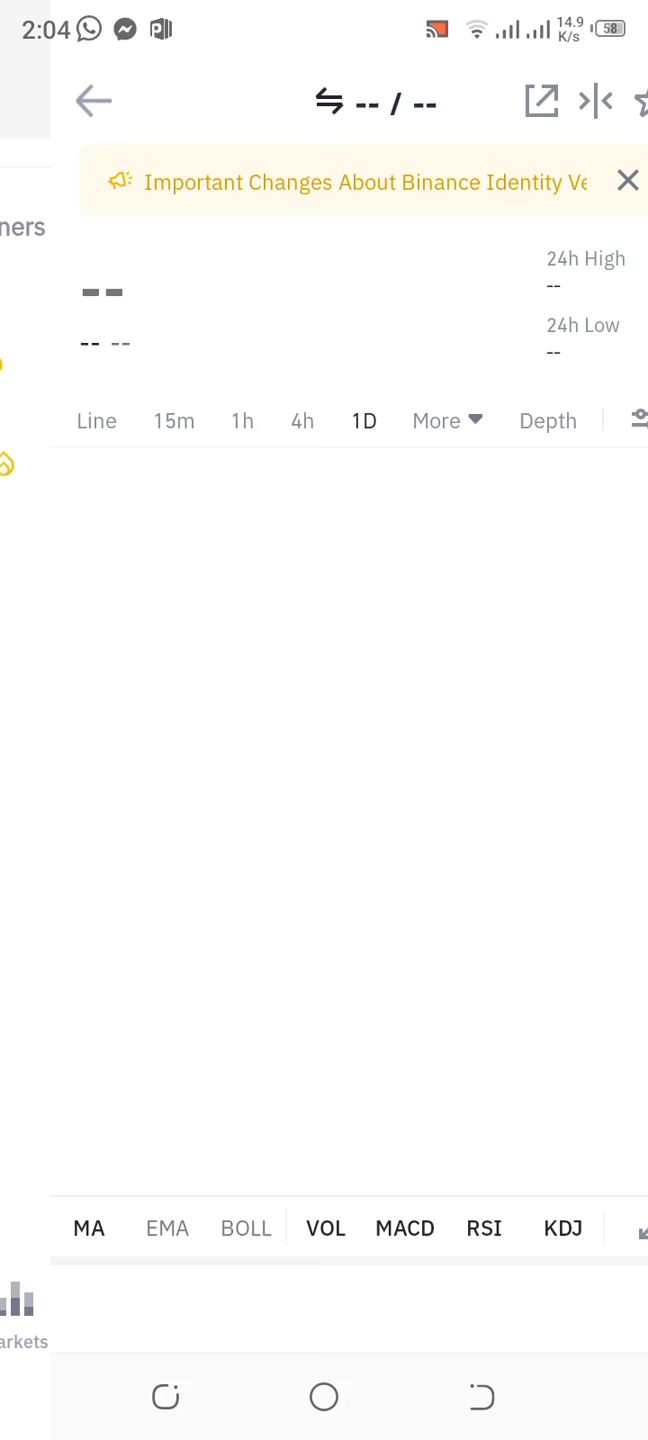 2:04 14.9 K/s 58
-- / --
Important Changes About Binance Identity Ve
ners
24h High
--
--
24h Low
-- --
--
Line 15m 1h 4h 1D More Depth
MA EMA BOLL VOL MACD RSI KDJ
arkets